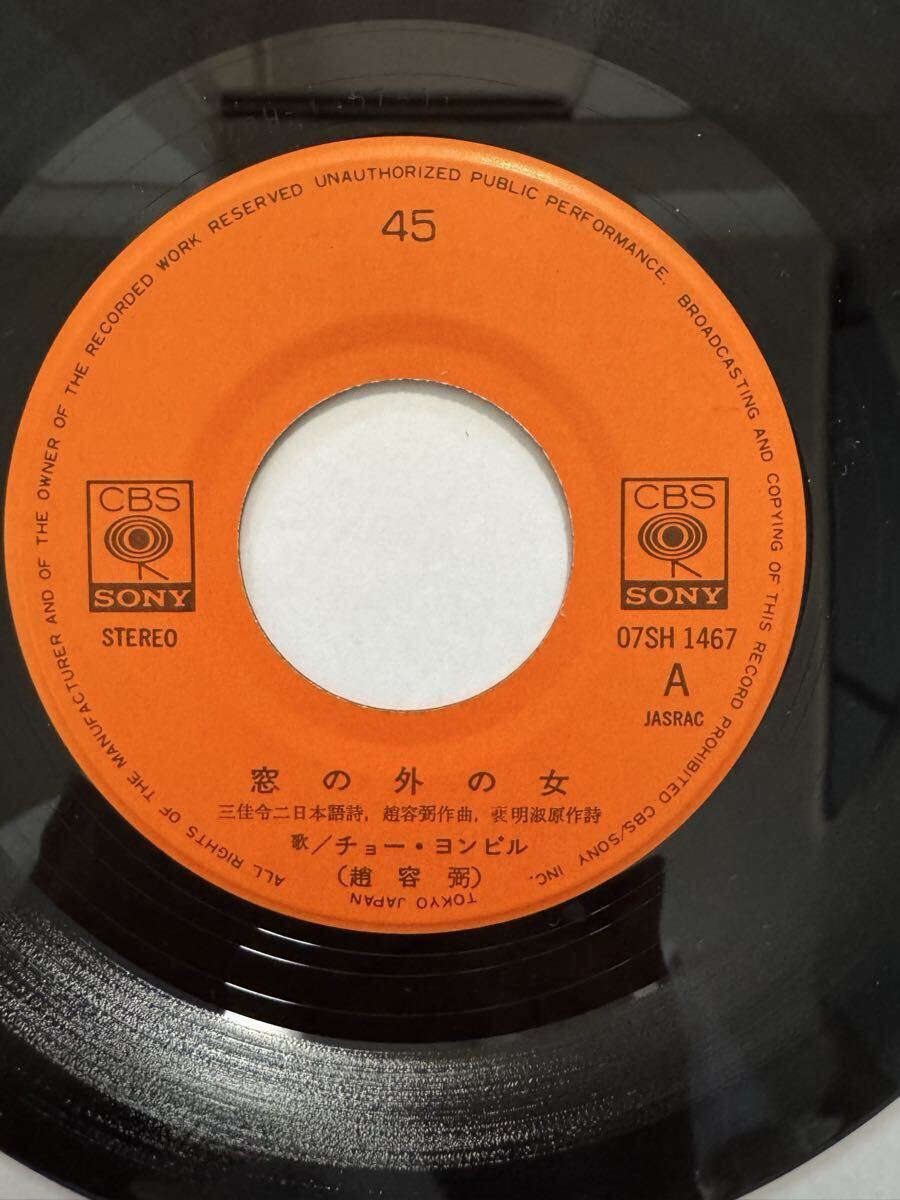 ALL RIGHTS OF THE MANUFACTURER AND OF THE OWNER OF THE RECORDED WORK RESERVED UNAUTHORIZED PUBLIC PERFORMANCE. BROADCASTING AND COPYING OF THIS RECORD PROHIBITED CBS/SONY INC.
TOKYO JAPAN
45
CBS
SONY
STEREO
CBS
SONY
07SH 1467
A
JASRAC
窓の外の女
三佳令二日本語詩, 趙容弼作曲, 裵明淑原作詩
歌/チョー・ヨンピル
(趙容弼)